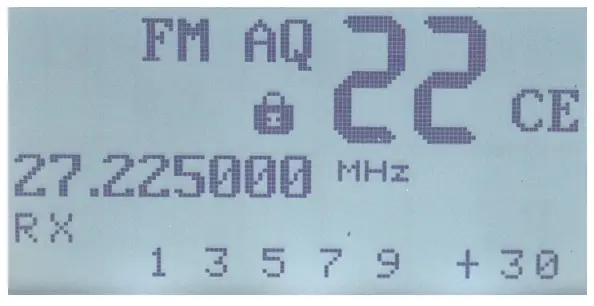 FM AQ 22 CE
27.225000 MHz
RX
1 3 5 7 9 +30